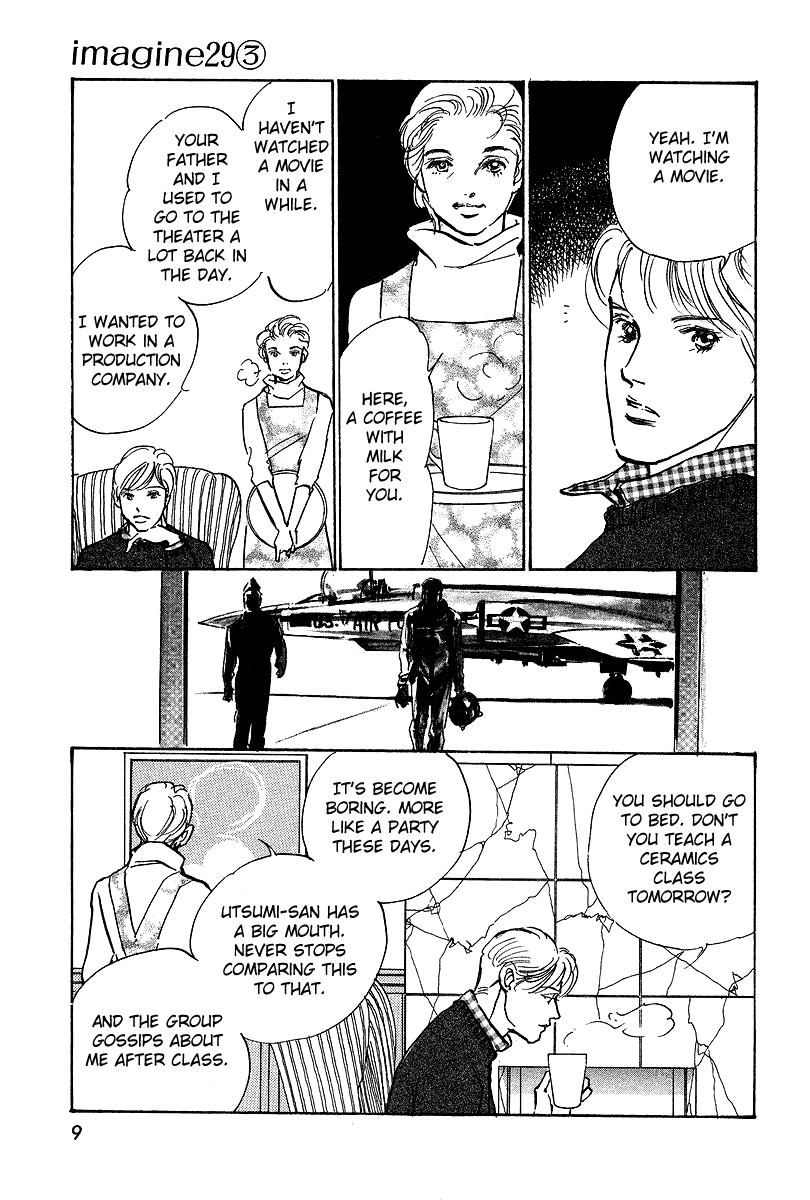 imagine29③
YEAH. I'M
WATCHING
A MOVIE.
HERE,
A COFFEE
WITH
MILK
FOR
YOU.
I
HAVEN'T
WATCHED
A MOVIE
IN A
WHILE.
YOUR
FATHER
AND I
USED TO
GO TO THE
THEATER A
LOT BACK IN
THE DAY.
I WANTED TO
WORK IN A
PRODUCTION
COMPANY.
U.S. AIR FO
YOU SHOULD GO
TO BED. DON'T
YOU TEACH A
CERAMICS
CLASS
TOMORROW?
IT'S BECOME
BORING. MORE
LIKE A PARTY
THESE DAYS.
UTSUMI-SAN HAS
A BIG MOUTH.
NEVER STOPS
COMPARING THIS
TO THAT.
AND THE GROUP
GOSSIPS ABOUT
ME AFTER CLASS.
9